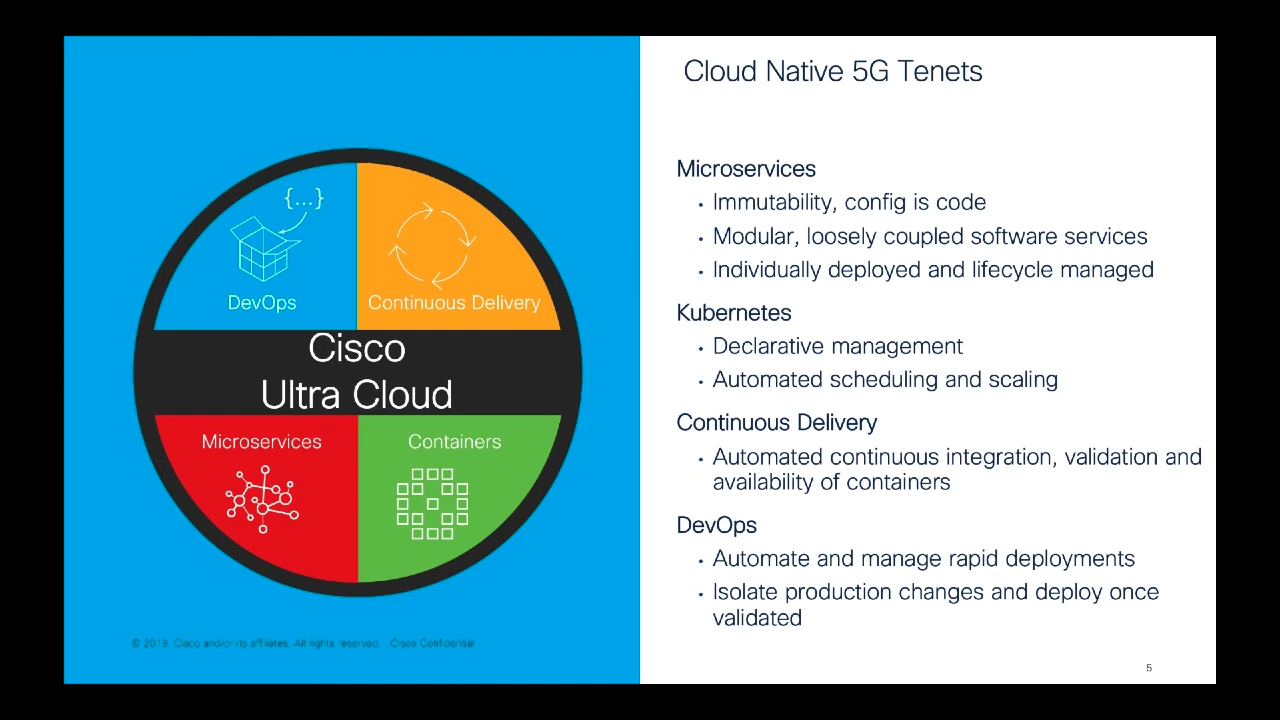 Cloud Native 5G Tenets
{...}
DevOps
Continuous Delivery
Cisco
Ultra Cloud
Microservices
Containers
© 2019 Cisco and/or its affiliates. All rights reserved. Cisco Confidential
Microservices
• Immutability, config is code
• Modular, loosely coupled software services
• Individually deployed and lifecycle managed
Kubernetes
• Declarative management
• Automated scheduling and scaling
Continuous Delivery
• Automated continuous integration, validation and
availability of containers
DevOps
• Automate and manage rapid deployments
• Isolate production changes and deploy once
validated
5